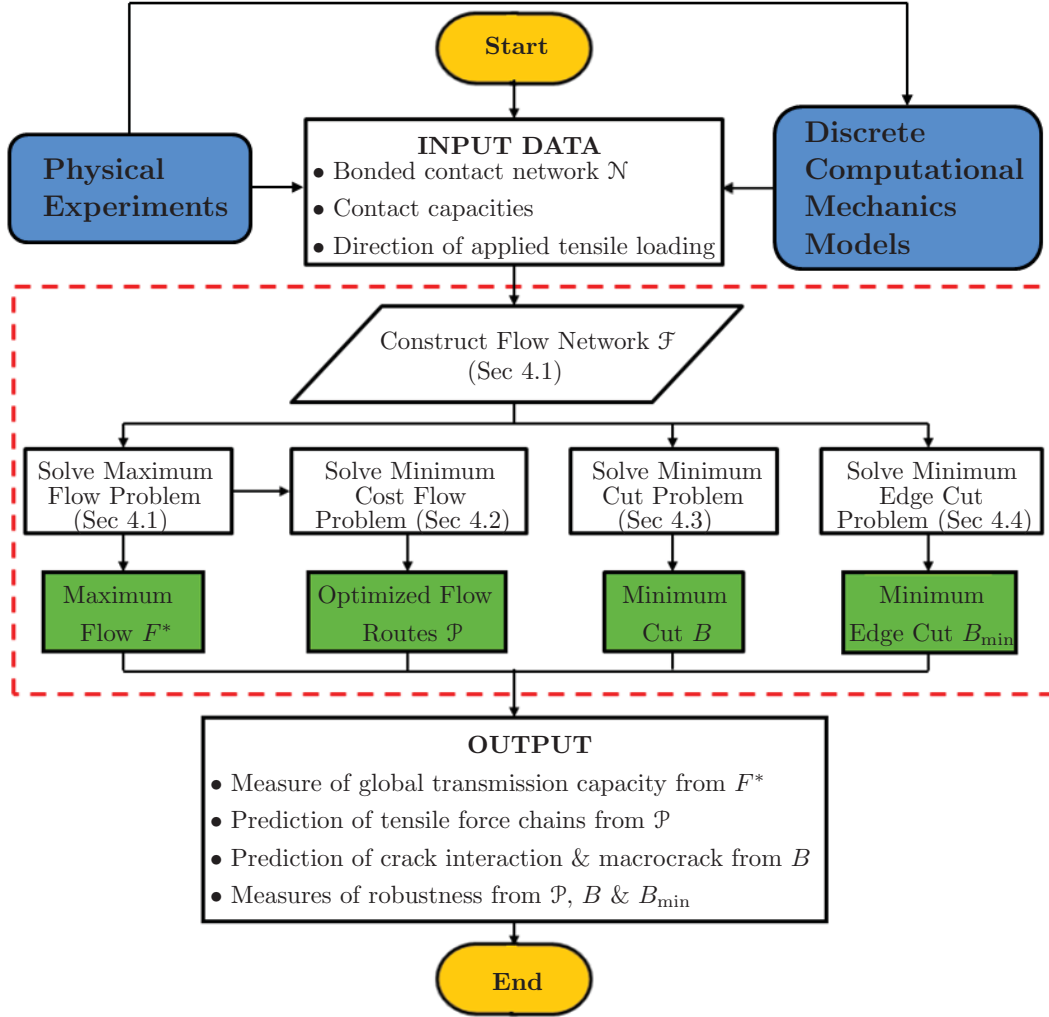 Start
Physical
Experiments
INPUT DATA
• Bonded contact network 𝒩
• Contact capacities
• Direction of applied tensile loading
Discrete
Computational
Mechanics
Models
Construct Flow Network ℱ
(Sec 4.1)
Solve Maximum
Flow Problem
(Sec 4.1)
Solve Minimum
Cost Flow
Problem (Sec 4.2)
Solve Minimum
Cut Problem
(Sec 4.3)
Solve Minimum
Edge Cut
Problem (Sec 4.4)
Maximum
Flow F*
Optimized Flow
Routes 𝒫
Minimum
Cut B
Minimum
Edge Cut B_min
OUTPUT
• Measure of global transmission capacity from F*
• Prediction of tensile force chains from 𝒫
• Prediction of crack interaction & macrocrack from B
• Measures of robustness from 𝒫, B & B_min
End